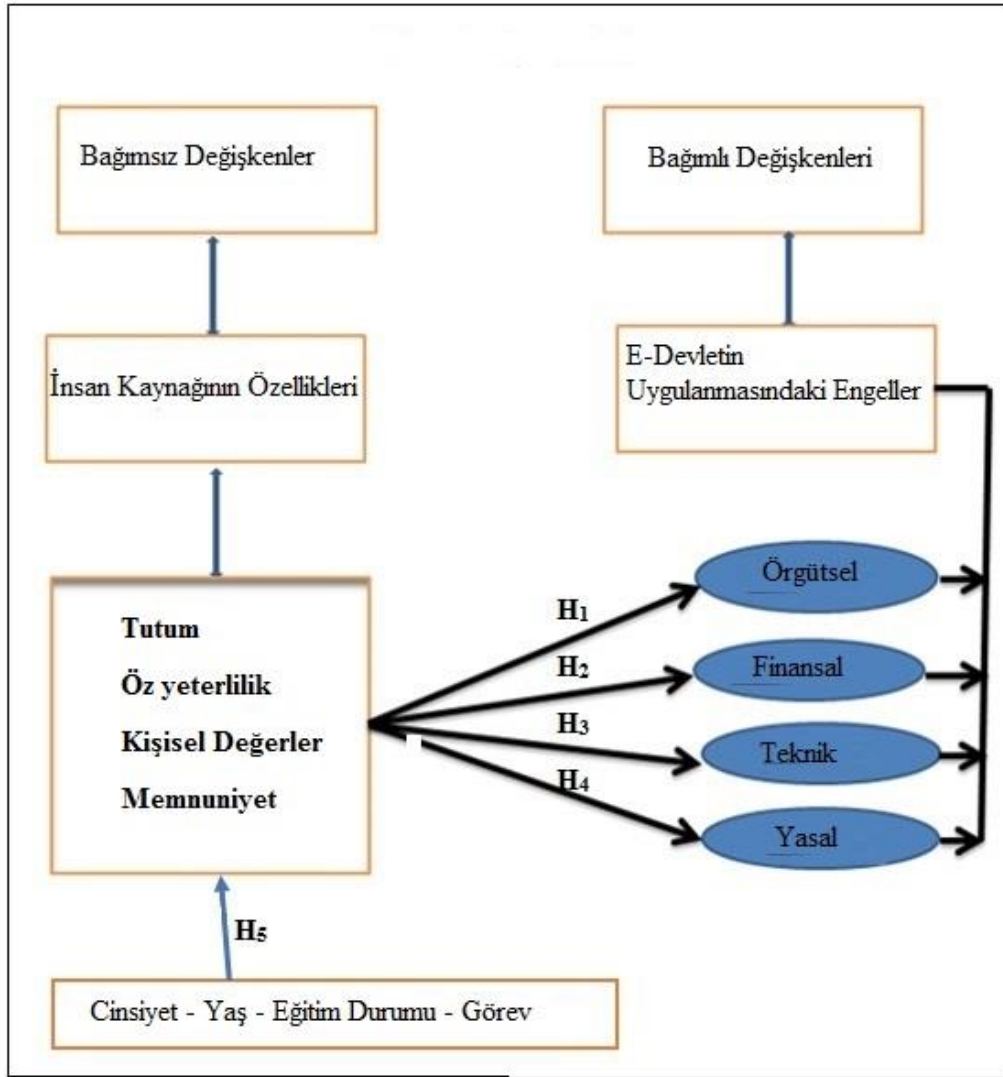 Bağımsız Değişkenler
Bağımlı Değişkenleri
İnsan Kaynağının Özellikleri
E-Devletin
Uygulanmasındaki Engeller
Tutum
Öz yeterlilik
Kişisel Değerler
Memnuniyet
H1
H2
H3
H4
Örgütsel
Finansal
Teknik
Yasal
H5
Cinsiyet - Yaş - Eğitim Durumu - Görev